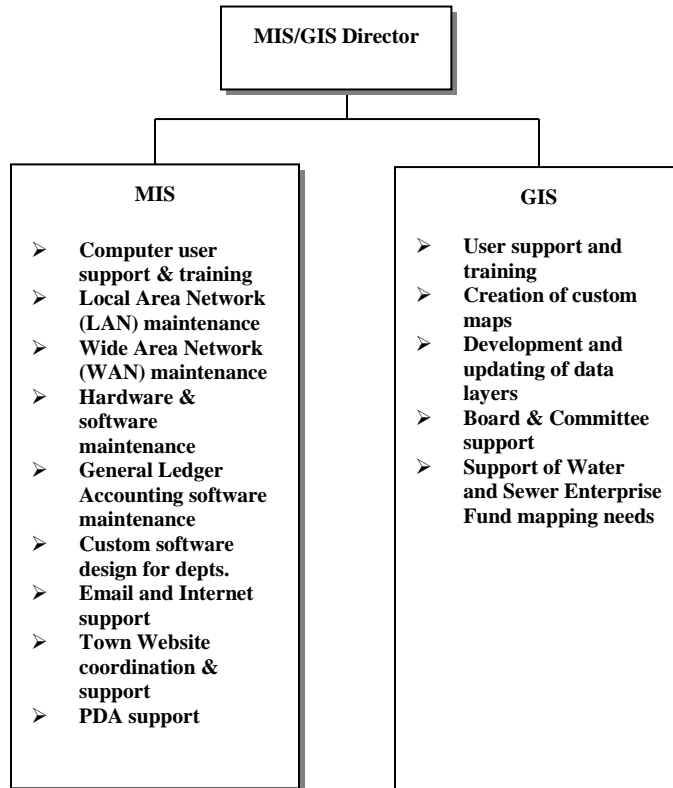 MIS/GIS Director
MIS
➢ Computer user
support & training
➢ Local Area Network
(LAN) maintenance
➢ Wide Area Network
(WAN) maintenance
➢ Hardware &
software
maintenance
➢ General Ledger
Accounting software
maintenance
➢ Custom software
design for depts.
➢ Email and Internet
support
➢ Town Website
coordination &
support
➢ PDA support
GIS
➢ User support and
training
➢ Creation of custom
maps
➢ Development and
updating of data
layers
➢ Board & Committee
support
➢ Support of Water
and Sewer Enterprise
Fund mapping needs